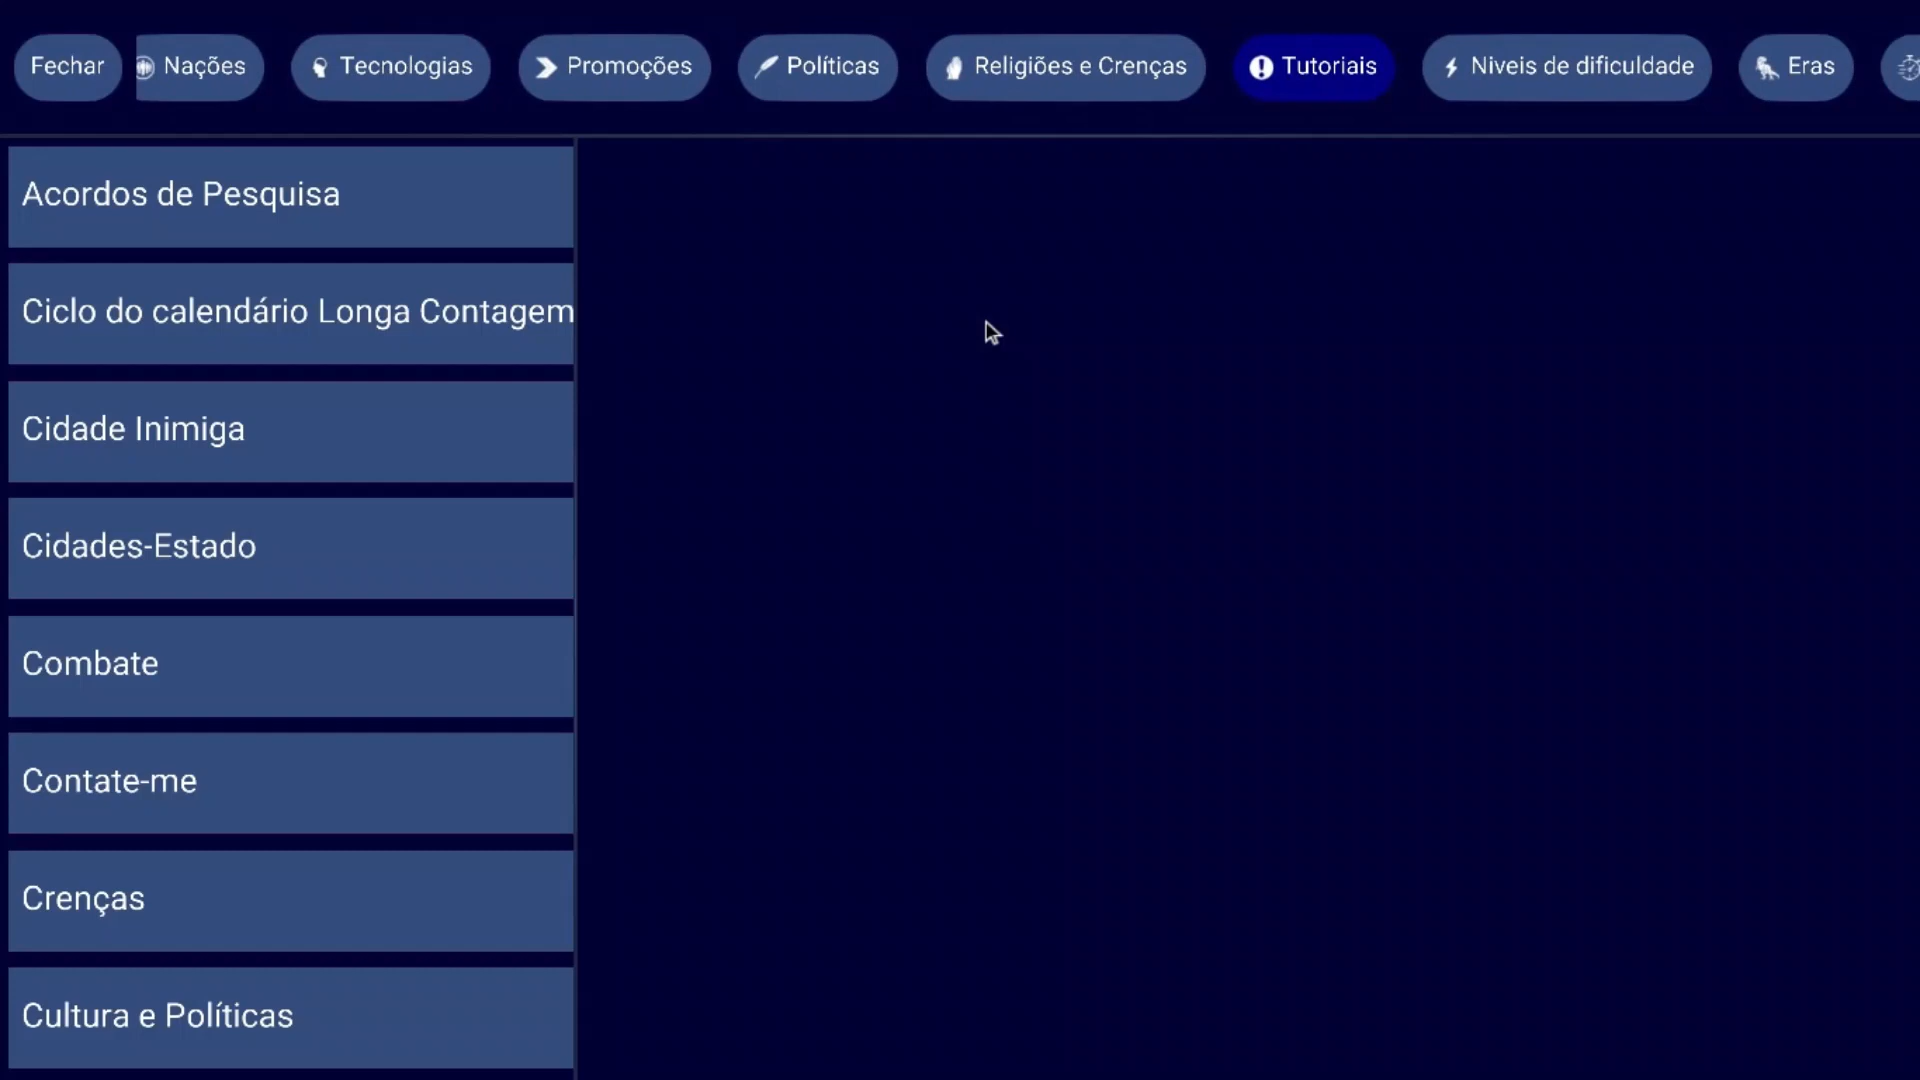 Fechar
Nações
Tecnologias
Promoções
Políticas
Religiões e Crenças
Tutoriais
Niveis de dificuldade
Eras
Acordos de Pesquisa
Ciclo do calendário Longa Contagem
Cidade Inimiga
Cidades-Estado
Combate
Contate-me
Crenças
Cultura e Políticas